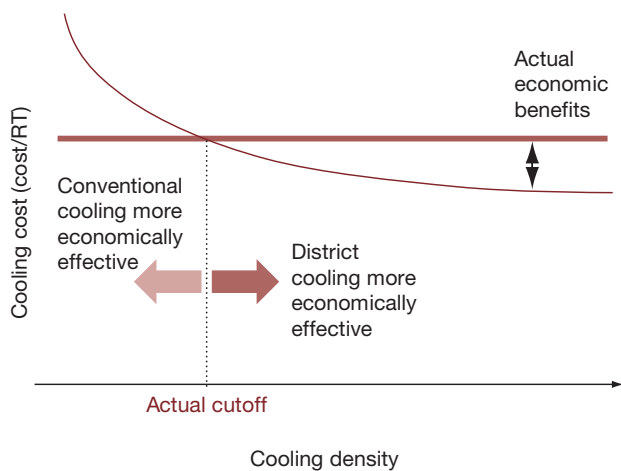 Actual
economic
benefits
Cooling cost (cost/RT)
Conventional
cooling more
economically
effective
District
cooling more
economically
effective
Actual cutoff
Cooling density